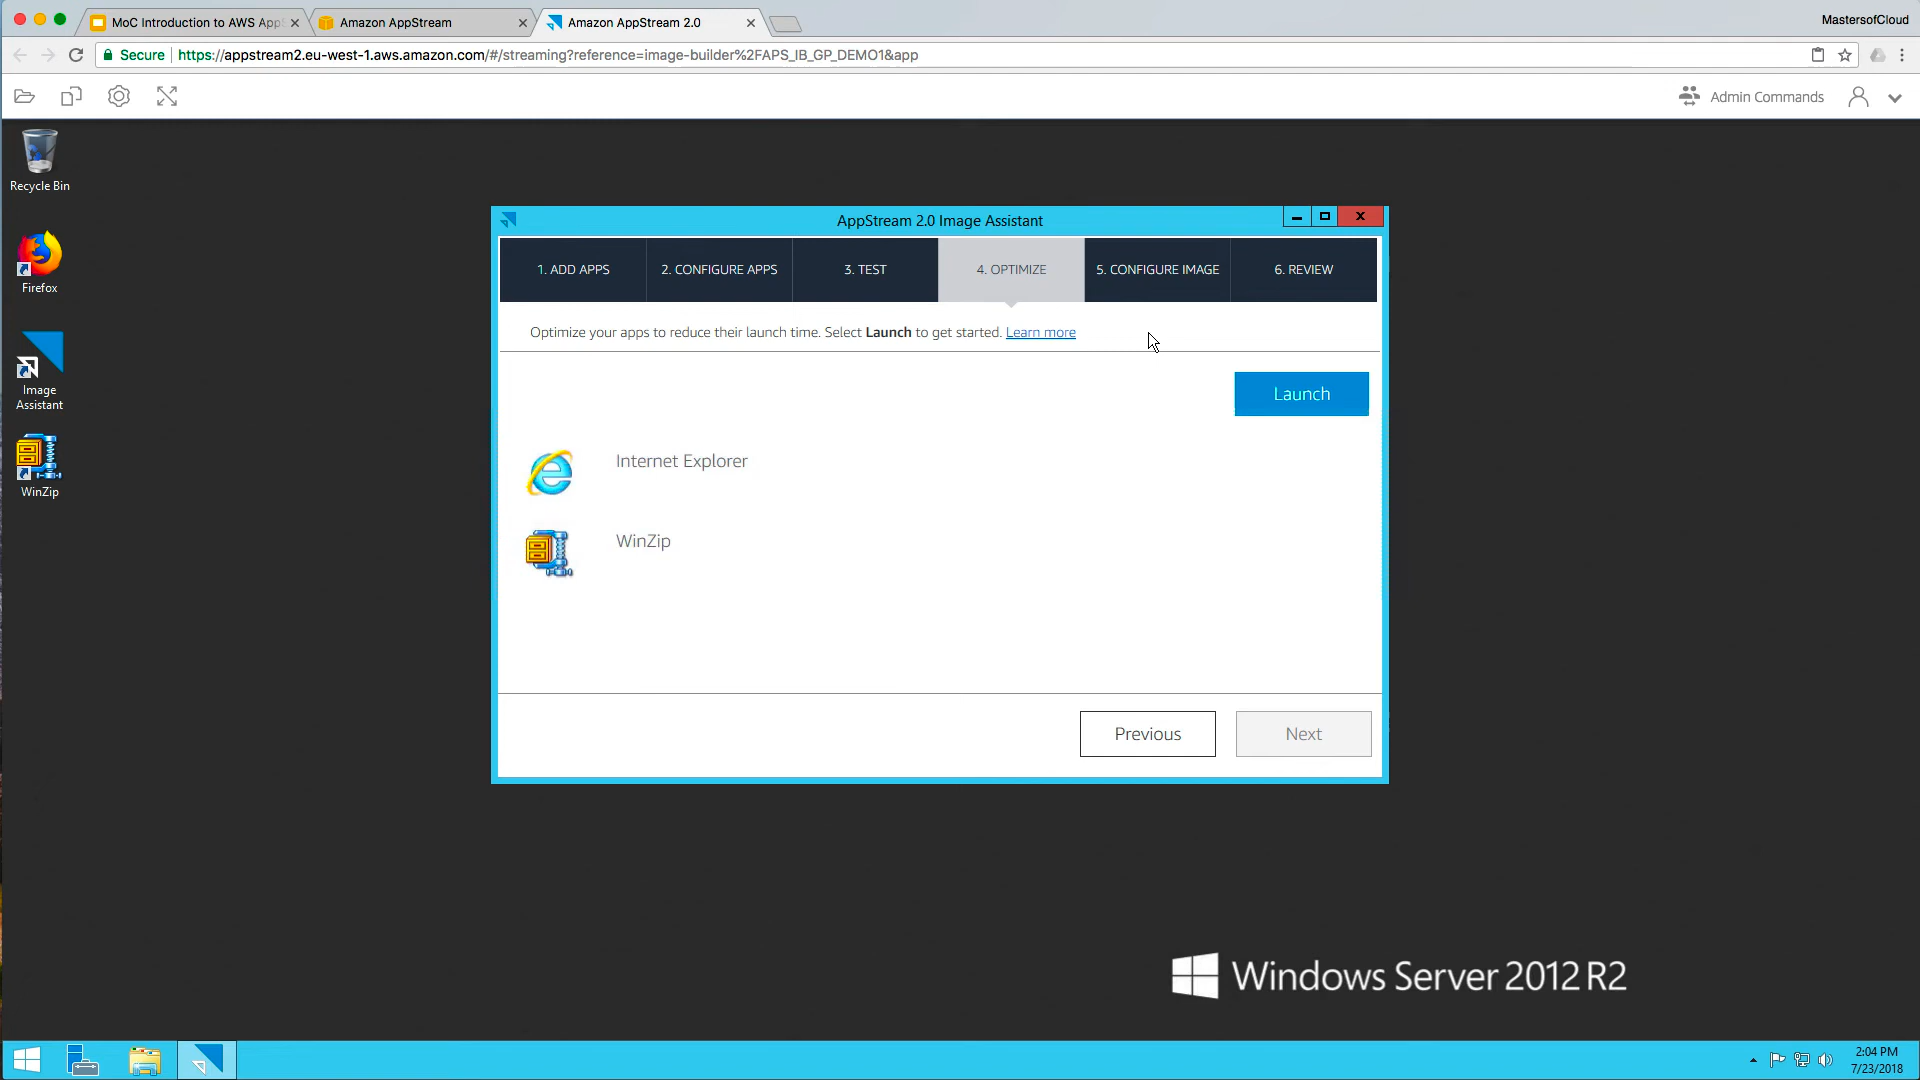 MoC Introduction to AWS App
Amazon AppStream
Amazon AppStream 2.0
MastersofCloud
Secure
https://appstream2.eu-west-1.aws.amazon.com/#/streaming?reference=image-builder%2FAPS_IB_GP_DEMO1&app
Admin Commands
Recycle Bin
Firefox
Image
Assistant
WinZip
AppStream 2.0 Image Assistant
1. ADD APPS
2. CONFIGURE APPS
3. TEST
4. OPTIMIZE
5. CONFIGURE IMAGE
6. REVIEW
Optimize your apps to reduce their launch time. Select Launch to get started. Learn more
Launch
Internet Explorer
WinZip
Previous
Next
Windows Server 2012 R2
2:04 PM
7/23/2018